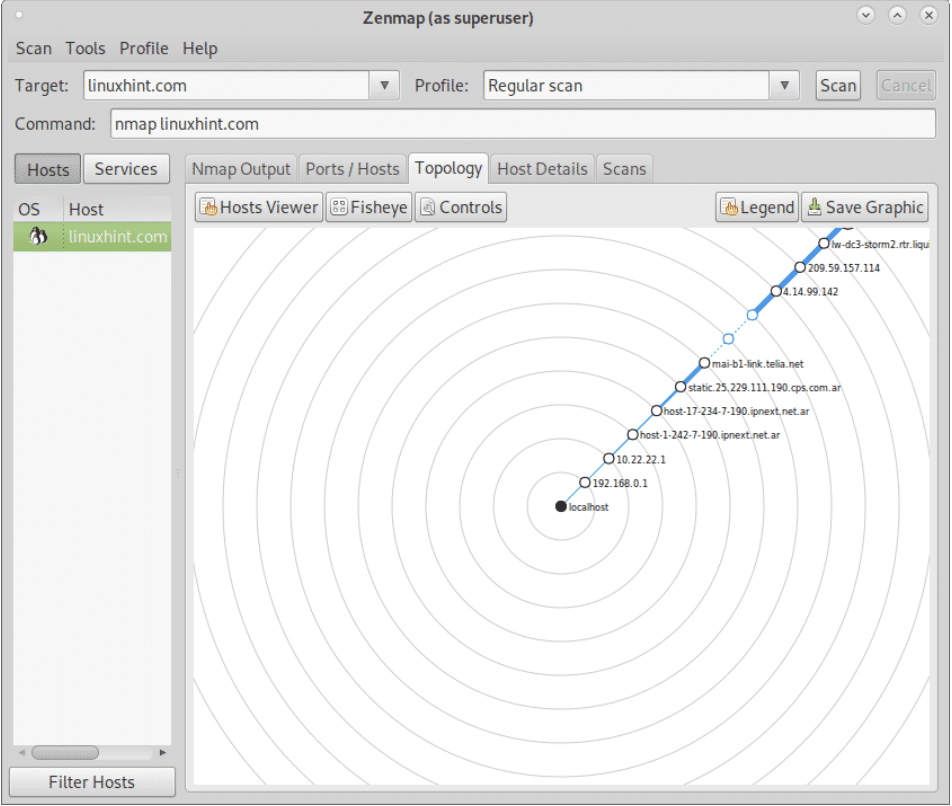 Zenmap (as superuser)
Scan Tools Profile Help
Target: linuxhint.com Profile: Regular scan Scan Cancel
Command: nmap linuxhint.com
Hosts Services
Nmap Output Ports / Hosts Topology Host Details Scans
Hosts Viewer Fisheye Controls Legend Save Graphic
OS Host
linuxhint.com
lw-dc3-storm2.rtr.liqui
209.59.157.114
4.14.99.142
mai-b1-link.telia.net
static.25.229.111.190.cps.com.ar
host-17-234-7-190.ipnext.net.ar
host-1-242-7-190.ipnext.net.ar
10.22.22.1
192.168.0.1
localhost
Filter Hosts